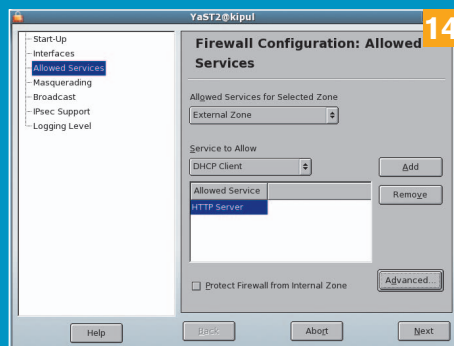 YaST2@kipul
14
Start-Up
Interfaces
Allowed Services
Masquerading
Broadcast
IPsec Support
Logging Level
Firewall Configuration: Allowed
Services
Allowed Services for Selected Zone
External Zone
Service to Allow
DHCP Client
Add
Allowed Service
HTTP Server
Remove
Protect Firewall from Internal Zone
Advanced...
Help
Back
Abort
Next